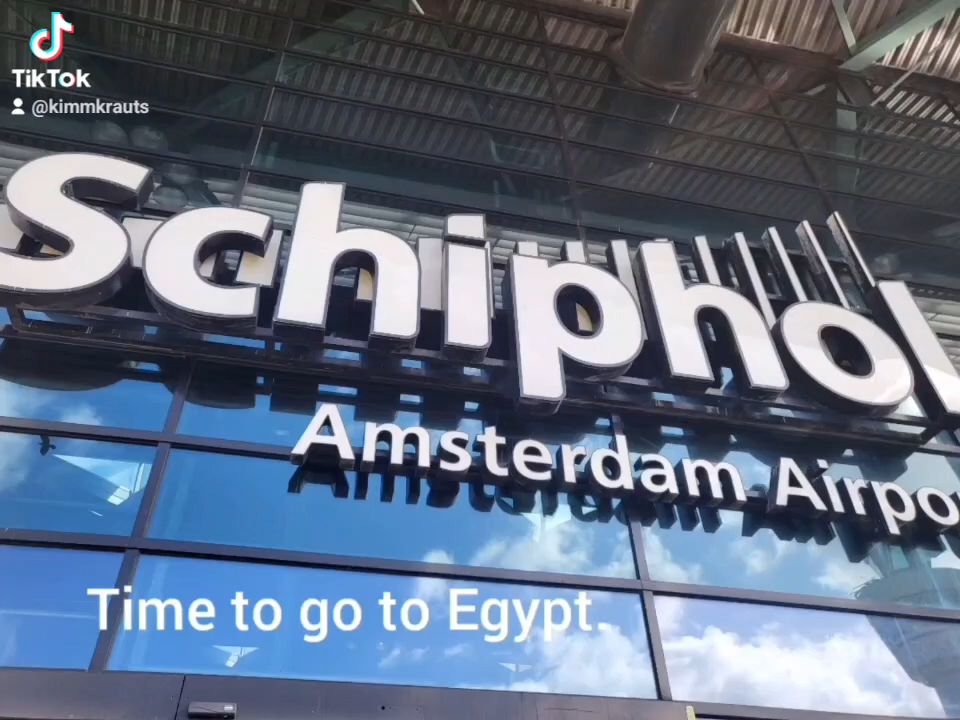 TikTok
@kimmkrauts
Schiphol
Amsterdam Airpo
Time to go to Egypt.